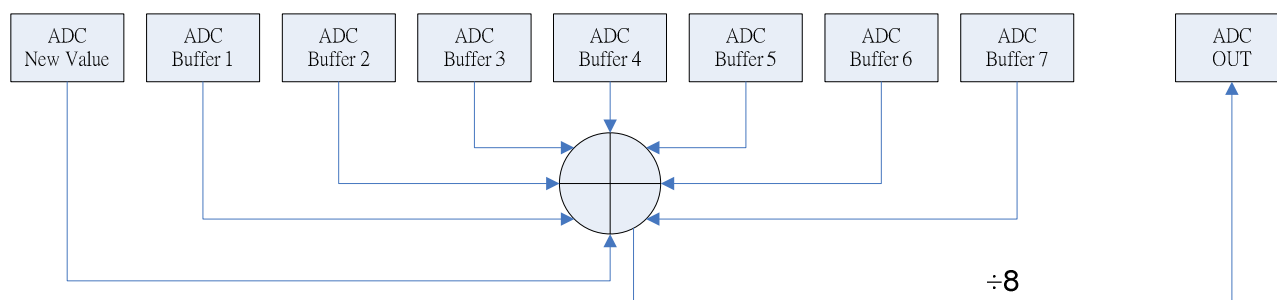 ADC
New Value
ADC
Buffer 1
ADC
Buffer 2
ADC
Buffer 3
ADC
Buffer 4
ADC
Buffer 5
ADC
Buffer 6
ADC
Buffer 7
ADC
OUT
÷8